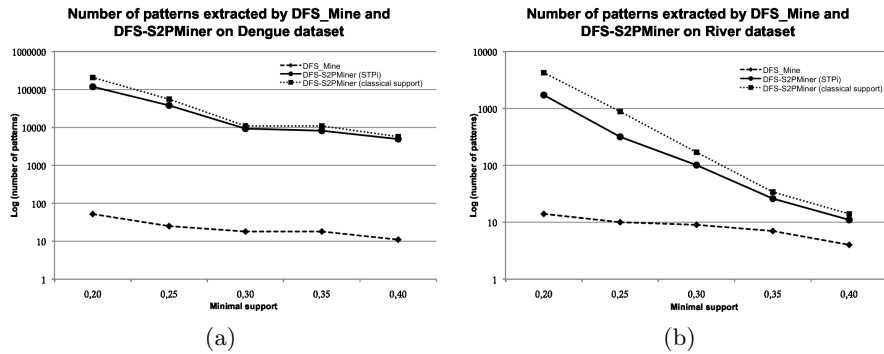 Number of patterns extracted by DFS_Mine and
DFS-S2PMiner on Dengue dataset
Log (number of patterns)
1000000
100000
10000
1000
100
10
1
DFS_Mine
DFS-S2PMiner (STPi)
DFS-S2PMiner (classical support)
0,20 0,25 0,30 0,35 0,40
Minimal support
(a)
Number of patterns extracted by DFS_Mine and
DFS-S2PMiner on River dataset
Log (number of patterns)
10000
1000
100
10
1
DFS_Mine
DFS-S2PMiner (STPi)
DFS-S2PMiner (classical support)
0,20 0,25 0,30 0,35 0,40
Minimal support
(b)